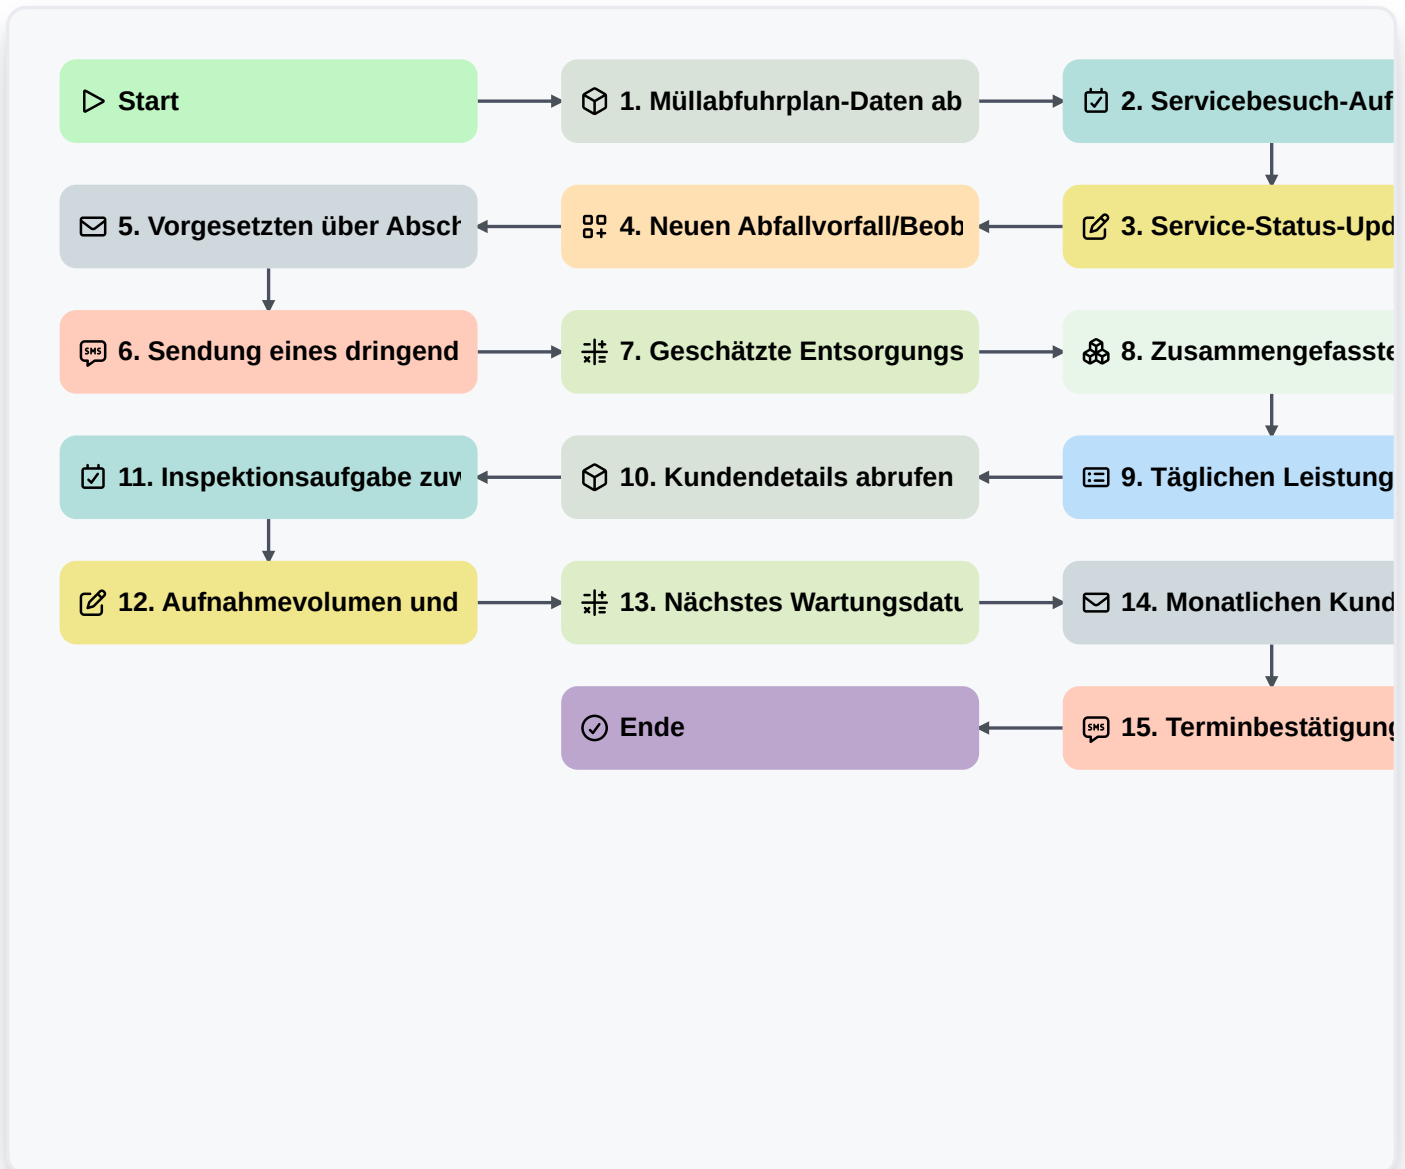 Start
1. Müllabfuhrplan-Daten ab
2. Servicebesuch-Auf
5. Vorgesetzten über Absch
4. Neuen Abfallvorfall/Beob
3. Service-Status-Upd
6. Sendung eines dringend
7. Geschätzte Entsorgungs
8. Zusammengefasste
11. Inspektionsaufgabe zuw
10. Kundendetails abrufen
9. Täglichen Leistung
12. Aufnahmevolumen und
13. Nächstes Wartungsdatu
14. Monatlichen Kund
Ende
15. Terminbestätigung